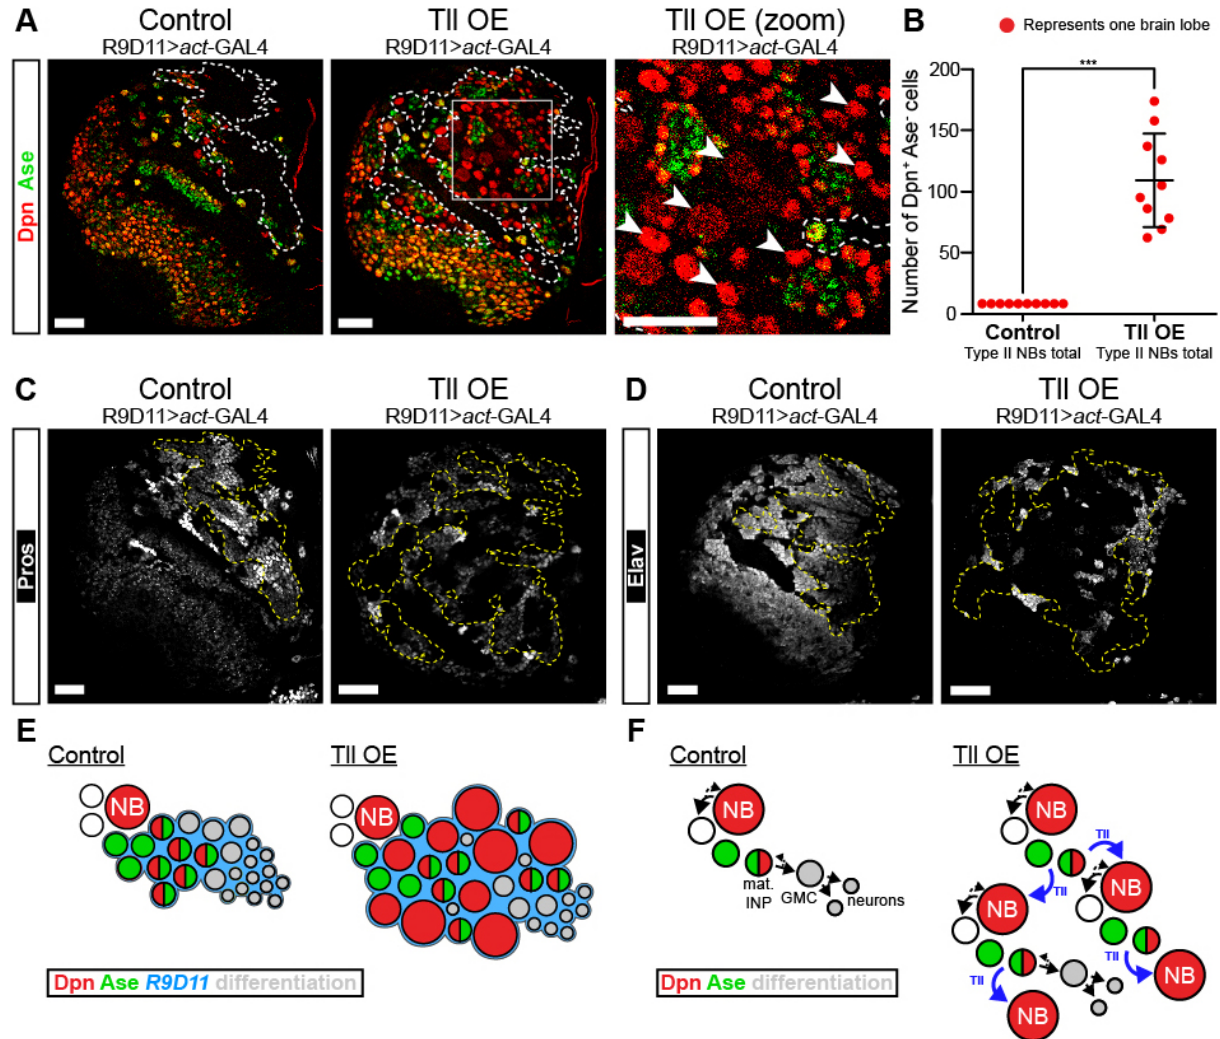 A
Control
R9D11>act-GAL4
Tll OE
R9D11>act-GAL4
Tll OE (zoom)
R9D11>act-GAL4
Dpn Ase
B
Represents one brain lobe
***
Number of Dpn+ Ase- cells
200
150
100
50
0
Control
Type II NBs total
Tll OE
Type II NBs total
C
Control
R9D11>act-GAL4
Tll OE
R9D11>act-GAL4
Pros
D
Control
R9D11>act-GAL4
Tll OE
R9D11>act-GAL4
Elav
E
Control
NB
Tll OE
NB
Dpn Ase R9D11 differentiation
F
Control
NB
mat.
INP
GMC
neurons
Tll OE
NB
Tll
Tll
NB
NB
Tll
Tll
NB
NB
Dpn Ase differentiation